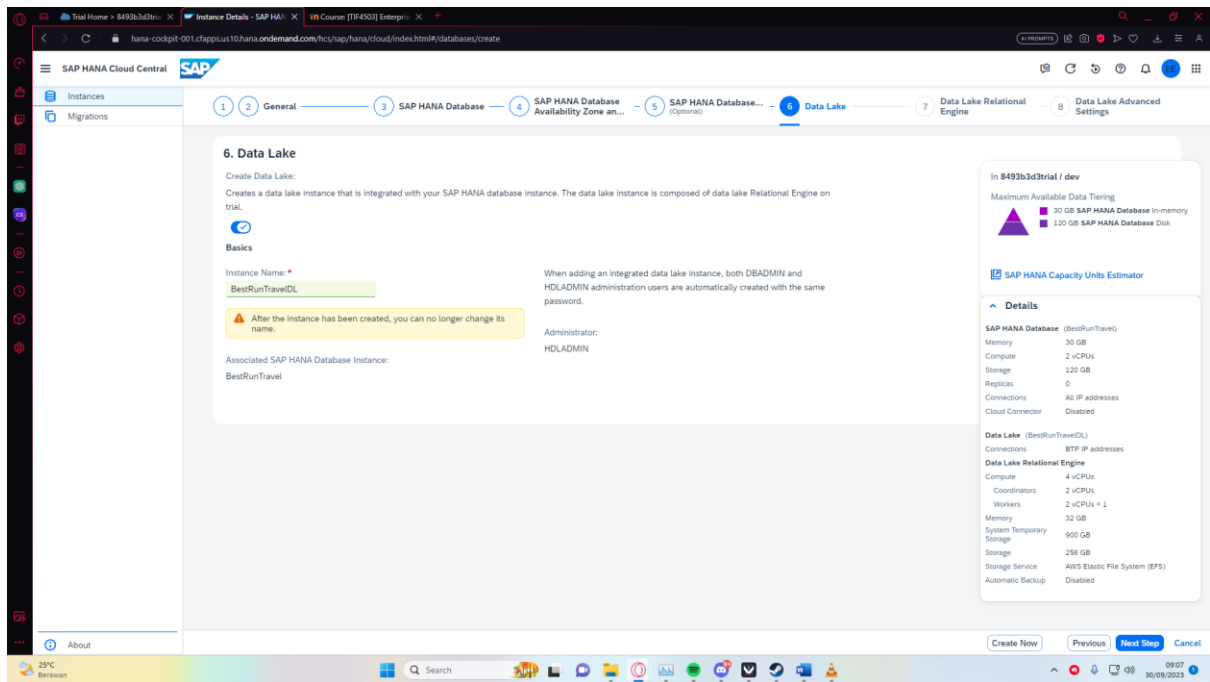 Trial Home > 8493b3d3tria
Instance Details - SAP HAN
Course: [TIF4503] Enterpris
hana-cockpit-001.cfapps.us10.hana.ondemand.com/hcs/sap/hana/cloud/index.html#/databases/create
AI PROMPTS
SAP HANA Cloud Central
SAP
EE
Instances
Migrations
1
2 General
3 SAP HANA Database
4 SAP HANA Database
Availability Zone an...
5 SAP HANA Database...
(Optional)
6 Data Lake
7 Data Lake Relational
Engine
8 Data Lake Advanced
Settings
6. Data Lake
Create Data Lake:
Creates a data lake instance that is integrated with your SAP HANA database instance. The data lake instance is composed of data lake Relational Engine on
trial.
Basics
Instance Name:*
BestRunTravelDL
After the instance has been created, you can no longer change its
name.
Associated SAP HANA Database Instance:
BestRunTravel
When adding an integrated data lake instance, both DBADMIN and
HDLADMIN administration users are automatically created with the same
password.
Administrator:
HDLADMIN
In 8493b3d3trial / dev
Maximum Available Data Tiering
30 GB SAP HANA Database In-memory
120 GB SAP HANA Database Disk
SAP HANA Capacity Units Estimator
Details
SAP HANA Database (BestRunTravel)
Memory 30 GB
Compute 2 vCPUs
Storage 120 GB
Replicas 0
Connections All IP addresses
Cloud Connector Disabled
Data Lake (BestRunTravelDL)
Connections BTP IP addresses
Data Lake Relational Engine
Compute 4 vCPUs
Coordinators 2 vCPUs
Workers 2 vCPUs × 1
Memory 32 GB
System Temporary
Storage 900 GB
Storage 256 GB
Storage Service AWS Elastic File System (EFS)
Automatic Backup Disabled
About
Create Now
Previous
Next Step
Cancel
25°C
Berawan
Search
09:07
30/09/2023